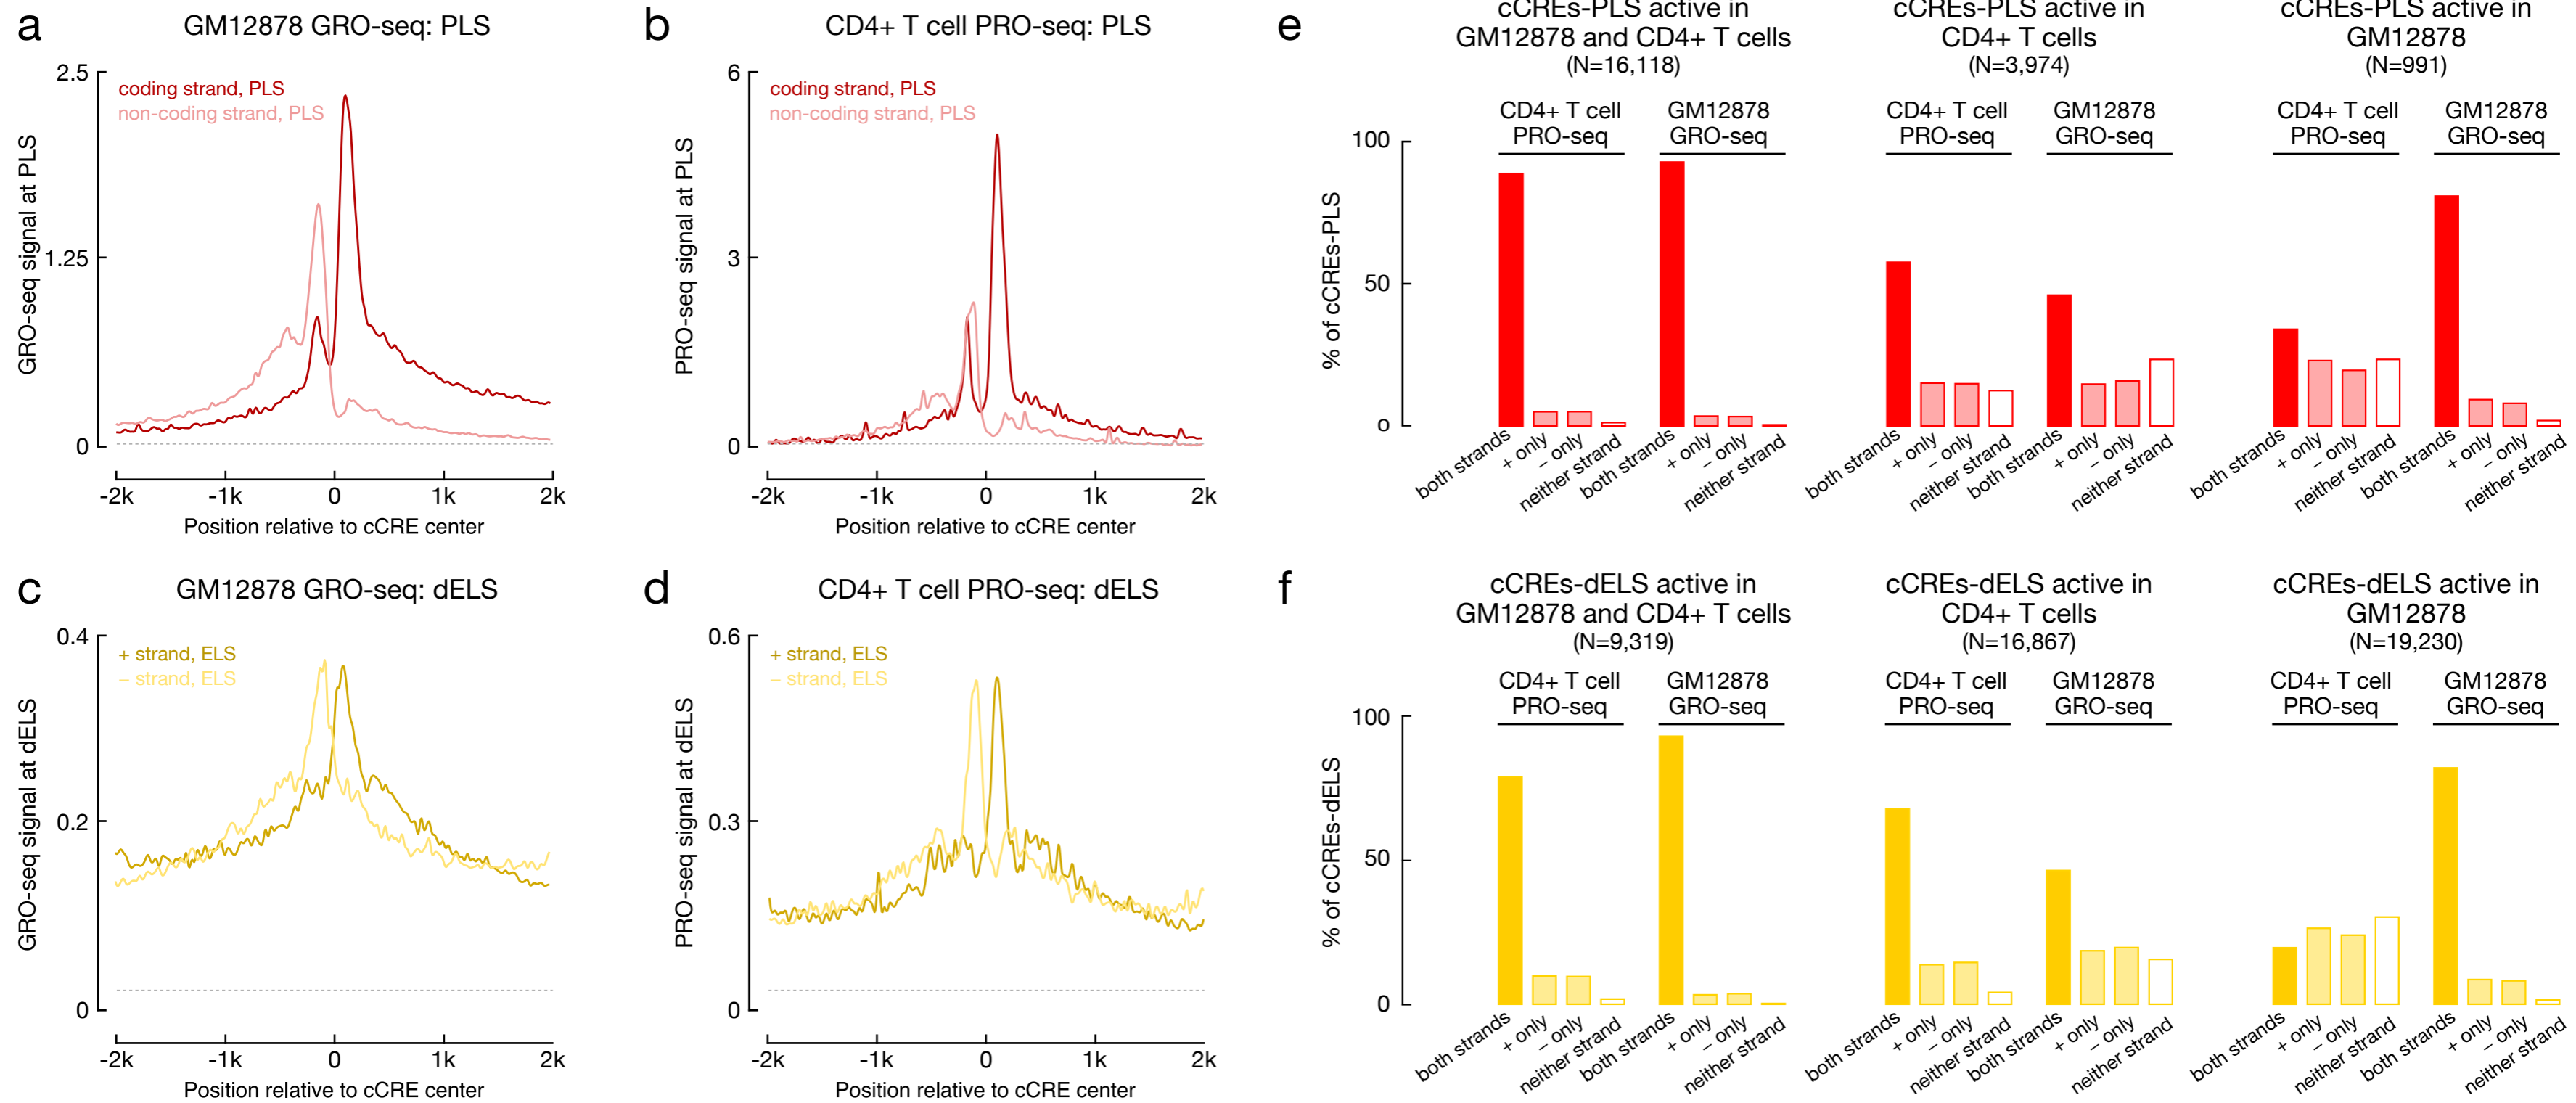 a
GM12878 GRO-seq: PLS
2.5
1.25
0
GRO-seq signal at PLS
coding strand, PLS
non-coding strand, PLS
-2k -1k 0 1k 2k
Position relative to cCRE center
b
CD4+ T cell PRO-seq: PLS
6
3
0
PRO-seq signal at PLS
coding strand, PLS
non-coding strand, PLS
-2k -1k 0 1k 2k
Position relative to cCRE center
c
GM12878 GRO-seq: dELS
0.4
0.2
0
GRO-seq signal at dELS
+ strand, ELS
– strand, ELS
-2k -1k 0 1k 2k
Position relative to cCRE center
d
CD4+ T cell PRO-seq: dELS
0.6
0.3
0
PRO-seq signal at dELS
+ strand, ELS
– strand, ELS
-2k -1k 0 1k 2k
Position relative to cCRE center
e
cCREs-PLS active in
GM12878 and CD4+ T cells
(N=16,118)
CD4+ T cell
PRO-seq
GM12878
GRO-seq
cCREs-PLS active in
CD4+ T cells
(N=3,974)
CD4+ T cell
PRO-seq
GM12878
GRO-seq
cCREs-PLS active in
GM12878
(N=991)
CD4+ T cell
PRO-seq
GM12878
GRO-seq
100
50
0
% of cCREs-PLS
both strands
+ only
– only
neither strand
both strands
+ only
– only
neither strand
both strands
+ only
– only
neither strand
both strands
+ only
– only
neither strand
both strands
+ only
– only
neither strand
both strands
+ only
– only
neither strand
f
cCREs-dELS active in
GM12878 and CD4+ T cells
(N=9,319)
CD4+ T cell
PRO-seq
GM12878
GRO-seq
cCREs-dELS active in
CD4+ T cells
(N=16,867)
CD4+ T cell
PRO-seq
GM12878
GRO-seq
cCREs-dELS active in
GM12878
(N=19,230)
CD4+ T cell
PRO-seq
GM12878
GRO-seq
100
50
0
% of cCREs-dELS
both strands
+ only
– only
neither strand
both strands
+ only
– only
neither strand
both strands
+ only
– only
neither strand
both strands
+ only
– only
neither strand
both strands
+ only
– only
neither strand
both strands
+ only
– only
neither strand